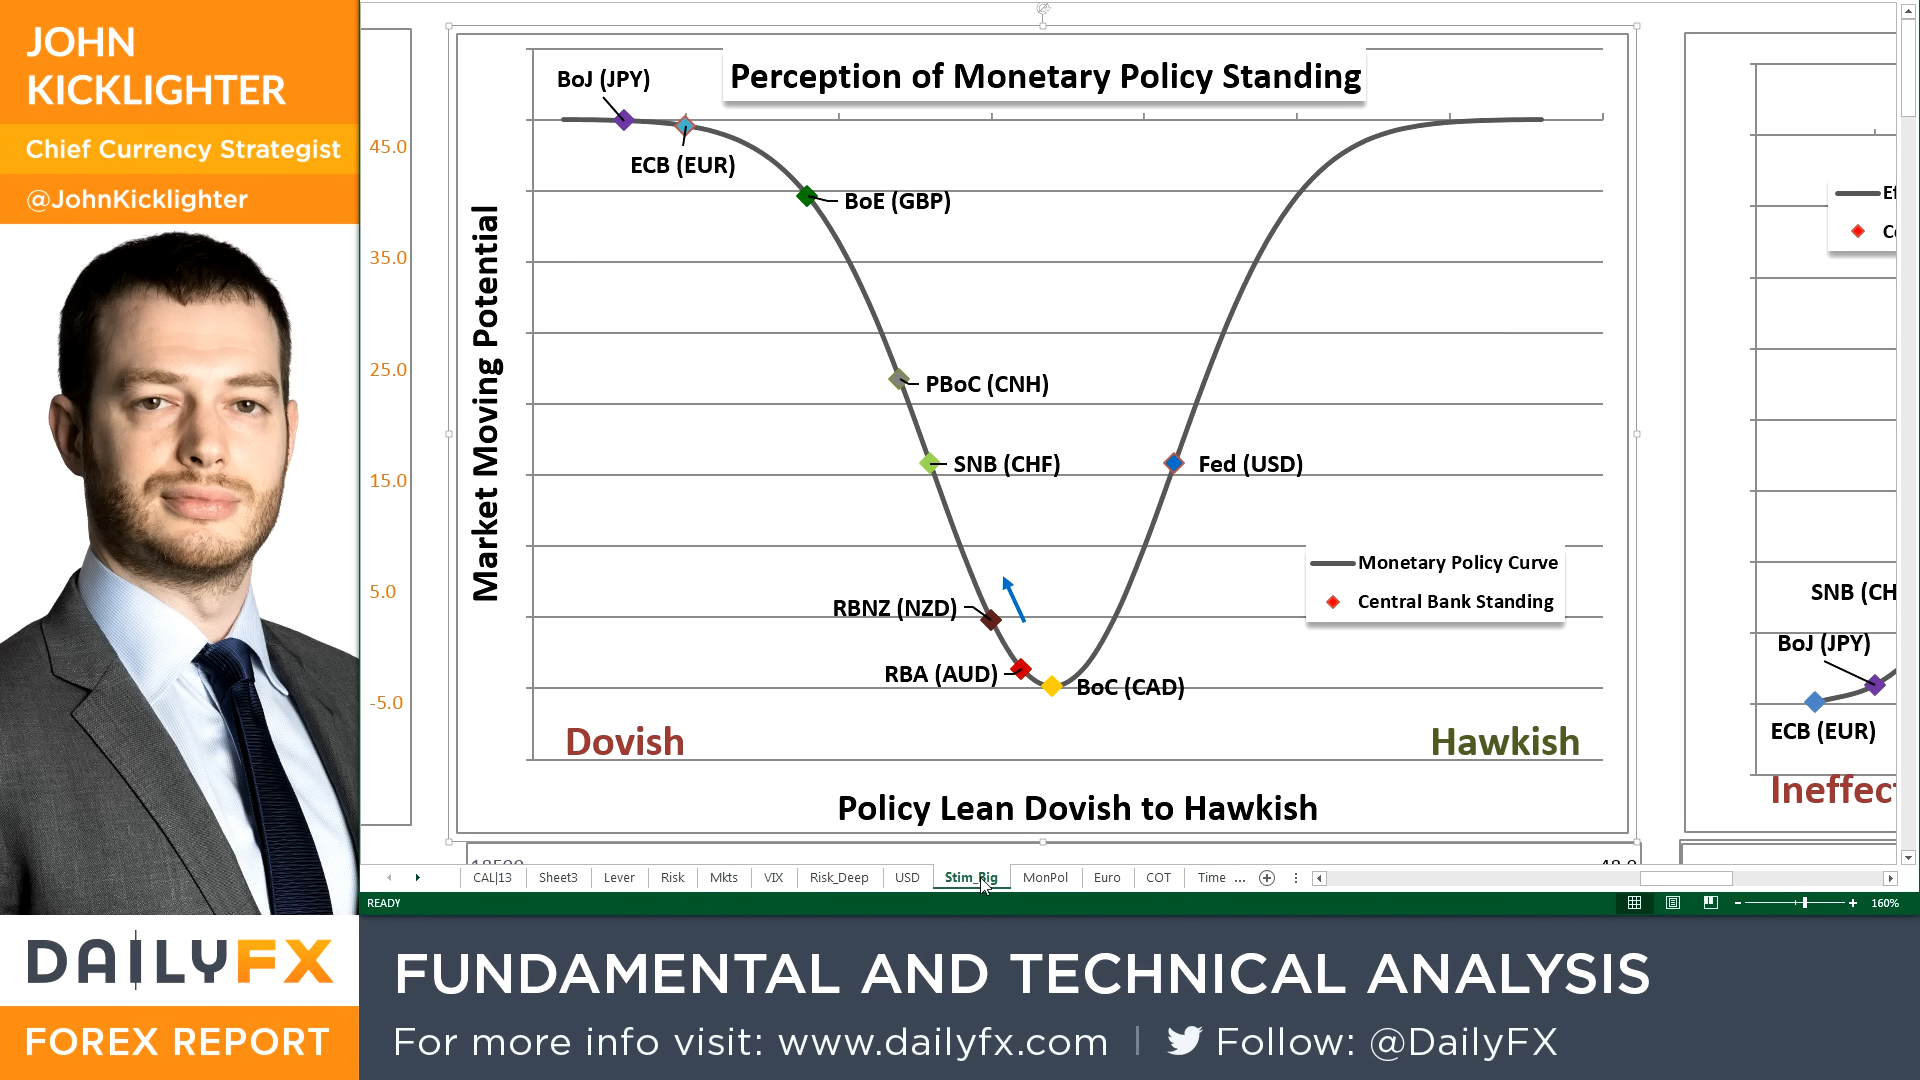 JOHN
KICKLIGHTER
Chief Currency Strategist
@JohnKicklighter
45.0
35.0
25.0
15.0
5.0
-5.0
Perception of Monetary Policy Standing
BoJ (JPY)
ECB (EUR)
BoE (GBP)
PBoC (CNH)
SNB (CHF)
Fed (USD)
RBNZ (NZD)
RBA (AUD)
BoC (CAD)
Market Moving Potential
Monetary Policy Curve
Central Bank Standing
Dovish
Hawkish
Policy Lean Dovish to Hawkish
SNB (CH
BoJ (JPY)
ECB (EUR)
Ineffec
CAL|13 Sheet3 Lever Risk Mkts VIX Risk_Deep USD Stim_Big MonPol Euro COT Time ...
READY
160%
DAILYFX
FOREX REPORT
FUNDAMENTAL AND TECHNICAL ANALYSIS
For more info visit: www.dailyfx.com | Follow: @DailyFX